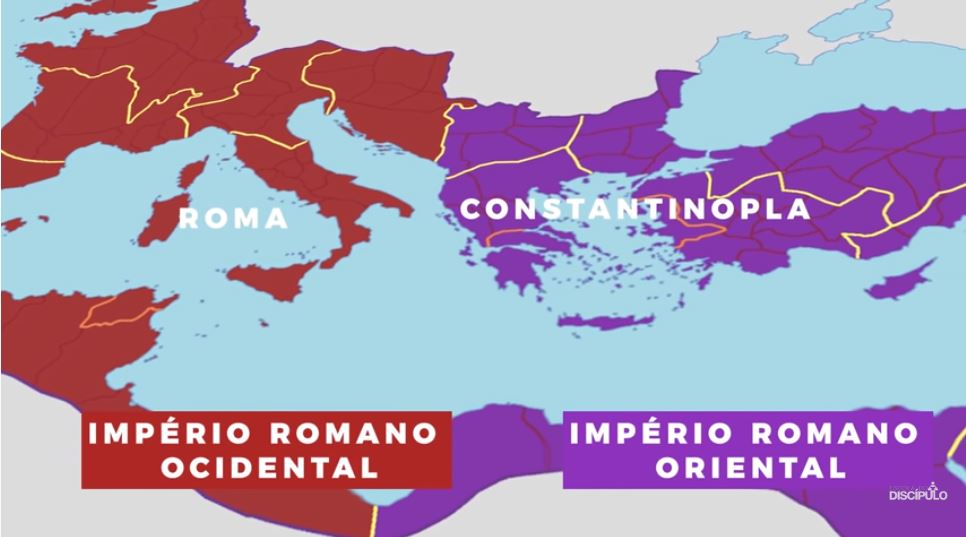 ROMA
CONSTANTINOPLA
IMPÉRIO ROMANO
OCIDENTAL
IMPÉRIO ROMANO
ORIENTAL
DISCÍPULO